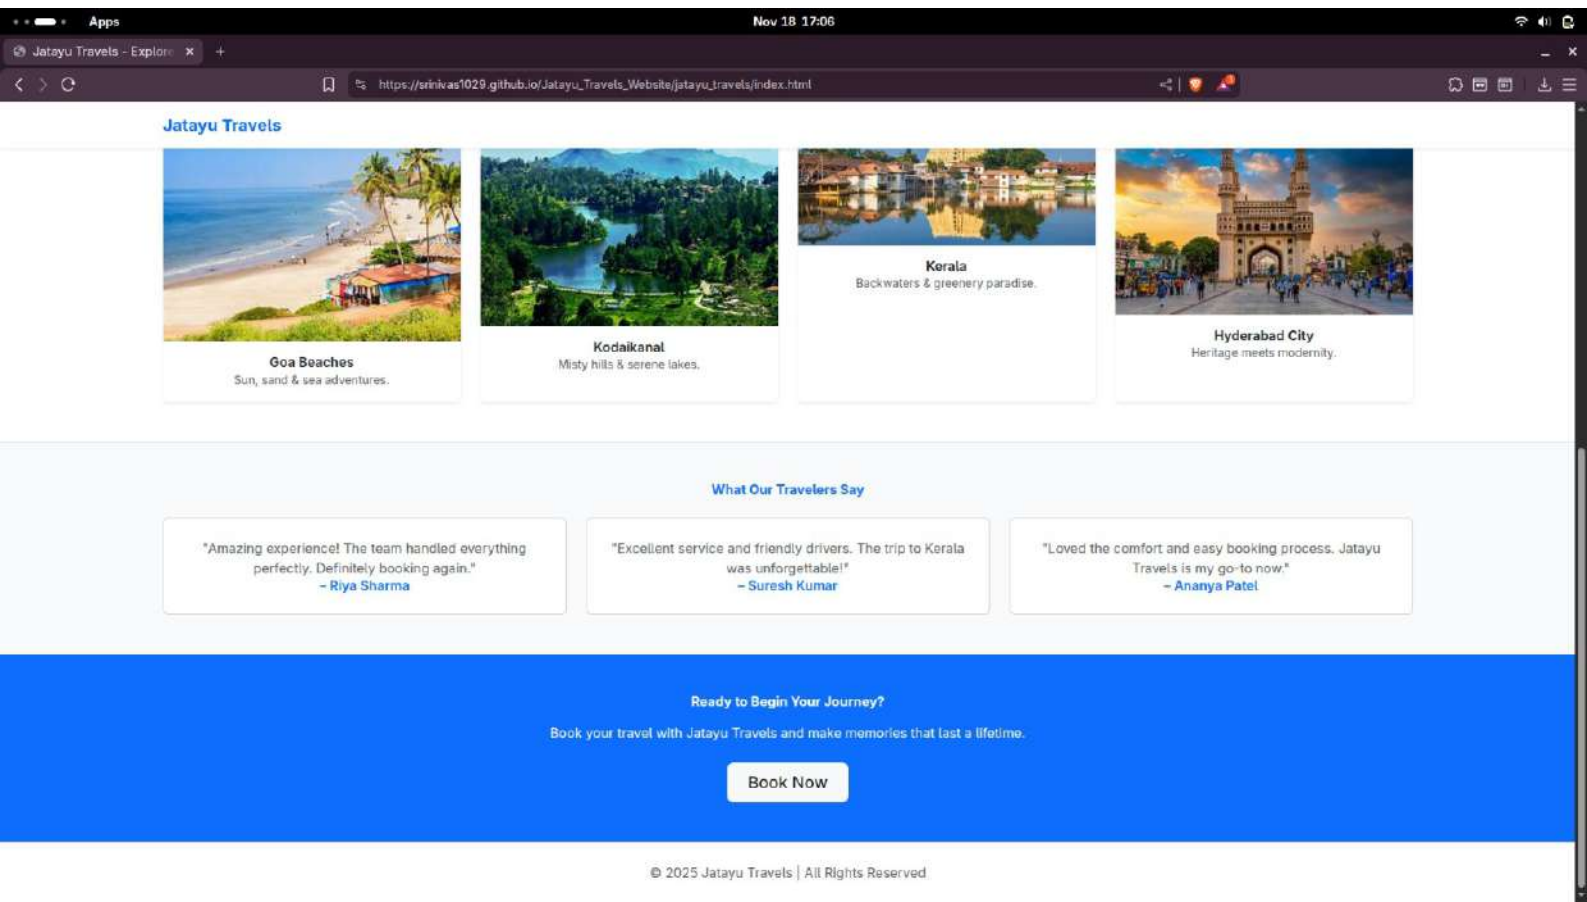 Apps
Nov 18 17:06
Jatayu Travels - Explore
https://srinivas1029.github.io/Jatayu_Travels_Website/jatayu_travels/index.html
Jatayu Travels
Goa Beaches
Sun, sand & sea adventures.
Kodaikanal
Misty hills & serene lakes.
Kerala
Backwaters & greenery paradise.
Hyderabad City
Heritage meets modernity.
What Our Travelers Say
"Amazing experience! The team handled everything
perfectly. Definitely booking again."
– Riya Sharma
"Excellent service and friendly drivers. The trip to Kerala
was unforgettable!"
– Suresh Kumar
"Loved the comfort and easy booking process. Jatayu
Travels is my go-to now."
– Ananya Patel
Ready to Begin Your Journey?
Book your travel with Jatayu Travels and make memories that last a lifetime.
Book Now
© 2025 Jatayu Travels | All Rights Reserved